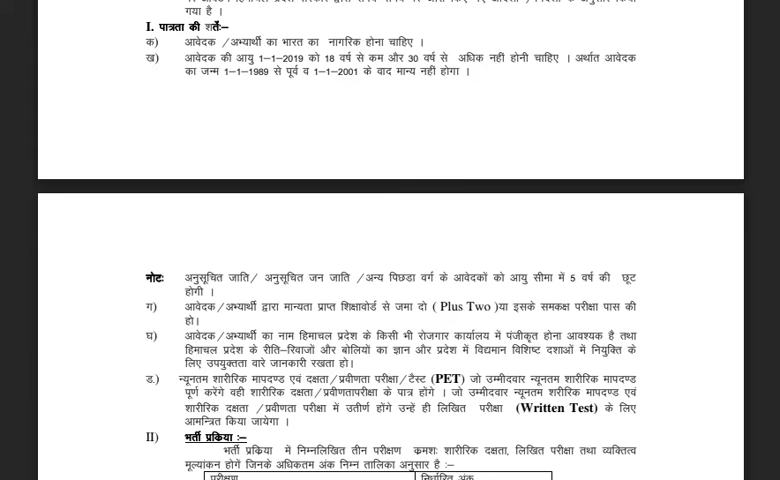 गया है ।
I. पात्रता की शर्तेः–
क) आवेदक /अभ्यार्थी का भारत का नागरिक होना चाहिए ।
ख) आवेदक की आयु 1–1–2019 को 18 वर्ष से कम और 30 वर्ष से अधिक नहीं होनी चाहिए । अर्थात आवेदक
का जन्म 1–1–1989 से पूर्व व 1–1–2001 के वाद मान्य नहीं होगा ।
नोटः अनुसूचित जाति/ अनुसूचित जन जाति /अन्य पिछडा वर्ग के आवेदकों को आयु सीमा में 5 वर्ष की छूट
होगी ।
ग) आवेदक/अभ्यार्थी द्वारा मान्यता प्राप्त शिक्षावोर्ड से जमा दो ( Plus Two )या इसके समकक्ष परीक्षा पास की
हो।
घ) आवेदक/अभ्यार्थी का नाम हिमाचल प्रदेश के किसी भी रोजगार कार्यालय में पंजीकृत होना आवश्यक है तथा
हिमाचल प्रदेश के रीति–रिवाजों और बोलियों का ज्ञान और प्रदेश में विद्यमान विशिष्ट दशाओं में नियुक्ति के
लिए उपयुक्तता वारे जानकारी रखता हो।
ड.) न्यूनतम शारीरिक मापदण्ड एवं दक्षता/प्रवीणता परीक्षा/टैस्ट (PET) जो उम्मीदवार न्यूनतम शारीरिक मापदण्ड
पूर्ण करेंगे वही शारीरिक दक्षता/प्रवीणतापरीक्षा के पात्र होगे । जो उम्मीदवार न्यूनतम शारीरिक मापदण्ड एवं
शारीरिक दक्षता /प्रवीणता परीक्षा में उतीर्ण होंगे उन्हें ही लिखित परीक्षा (Written Test) के लिए
आमन्त्रित किया जायेगा ।
II) भर्ती प्रकिया :–
भर्ती प्रकिया में निम्नलिखित तीन परीक्षण कमशः शारीरिक दक्षता, लिखित परीक्षा तथा व्यक्तित्व
मूल्यांकन होगें जिनके अधिकतम अंक निम्न तालिका अनुसार है :–
परीक्षण निर्धारित अंक